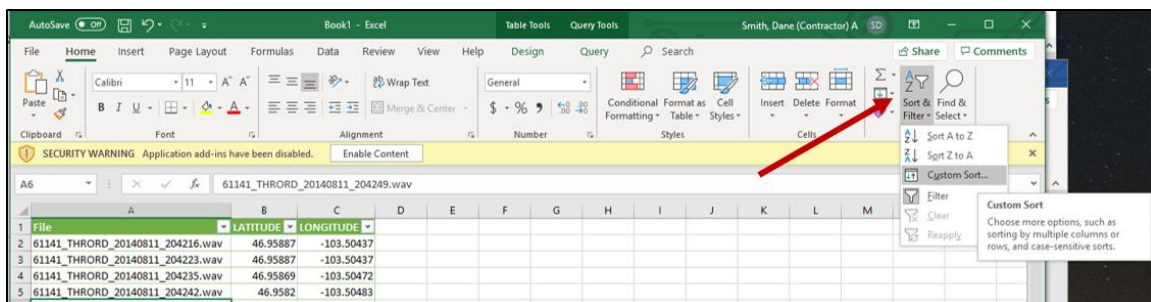 AutoSave Off Book1 - Excel Table Tools Query Tools Smith, Dane (Contractor) A SD
File Home Insert Page Layout Formulas Data Review View Help Design Query Search Share Comments
Calibri 11 A A Wrap Text General
Paste B I U A Merge & Center $ % 9 Conditional Formatting Format as Table Cell Styles Insert Delete Format Sort & Filter Find & Select
Clipboard Font Alignment Number Styles Cells
Sort A to Z
SECURITY WARNING Application add-ins have been disabled. Enable Content
Sort Z to A
A6 fx 61141_THRORD_20140811_204249.wav
Custom Sort...
Filter
Clear
Reapply
Custom Sort
Choose more options, such as
sorting by multiple columns or
rows, and case-sensitive sorts.
A B C D E F G H I J K L M
1 File LATITUDE LONGITUDE
2 61141_THRORD_20140811_204216.wav 46.95887 -103.50437
3 61141_THRORD_20140811_204223.wav 46.95887 -103.50437
4 61141_THRORD_20140811_204235.wav 46.95869 -103.50472
5 61141_THRORD_20140811_204242.wav 46.9582 -103.50483